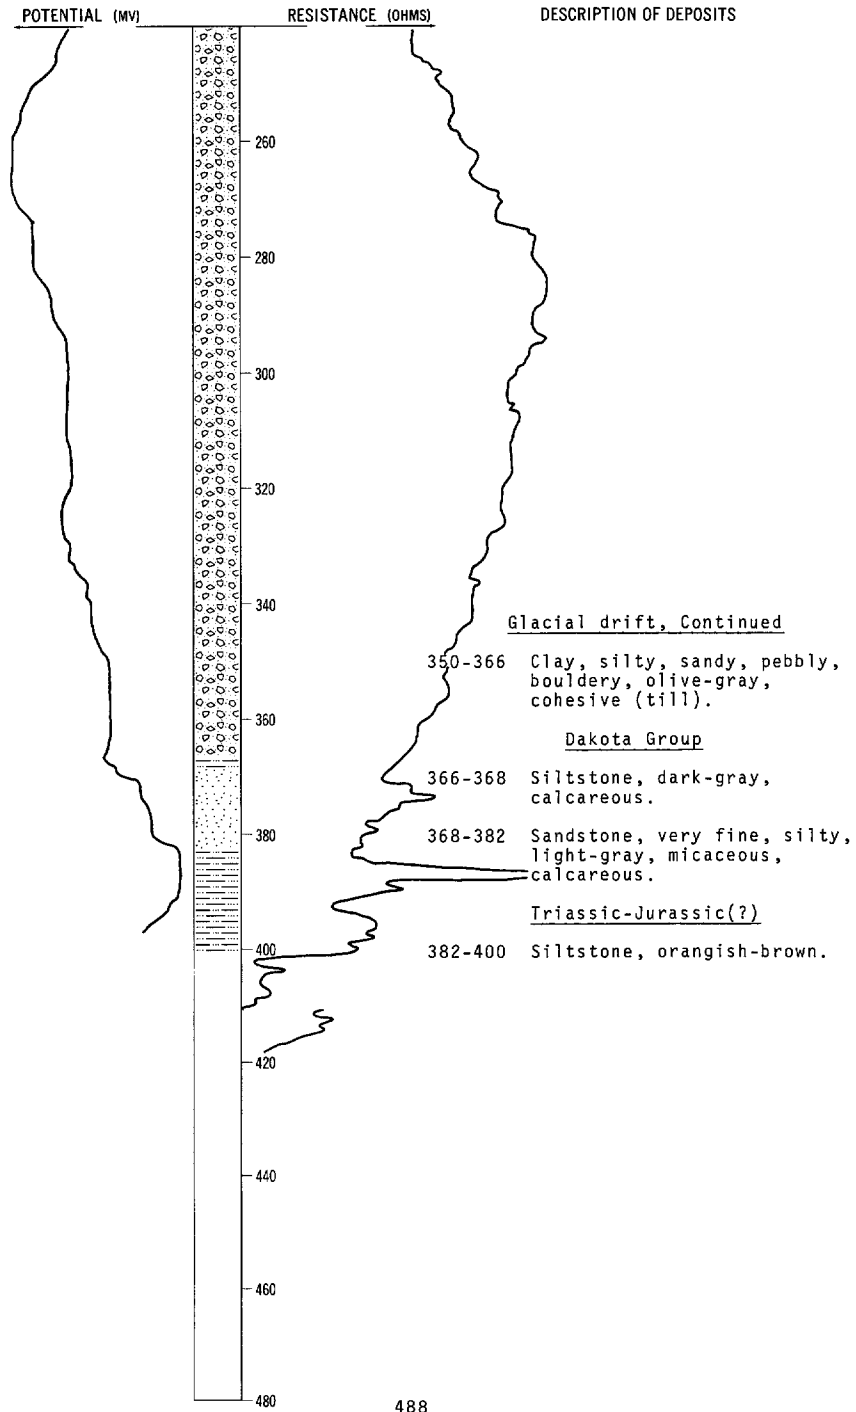 POTENTIAL (MV) RESISTANCE (OHMS) DESCRIPTION OF DEPOSITS
260
280
300
320
340
Glacial drift, Continued
350-366 Clay, silty, sandy, pebbly,
bouldery, olive-gray,
cohesive (till).
360
Dakota Group
366-368 Siltstone, dark-gray,
calcareous.
380
368-382 Sandstone, very fine, silty,
light-gray, micaceous,
calcareous.
Triassic-Jurassic(?)
400
382-400 Siltstone, orangish-brown.
420
440
460
480
488